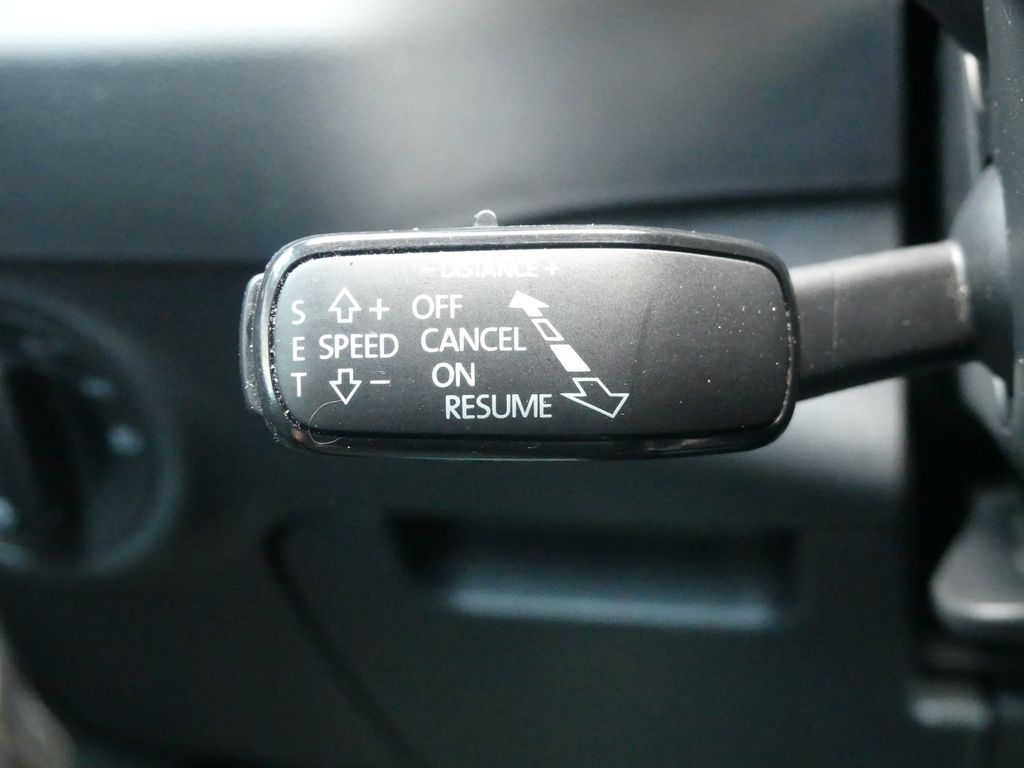 - DISTANCE +
S + OFF
E SPEED CANCEL
T - ON
RESUME